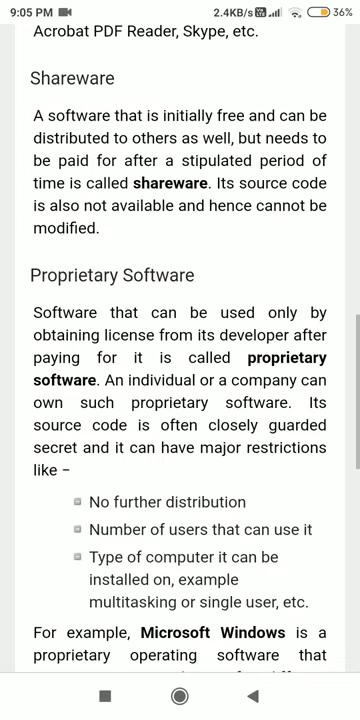 9:05 PM 2.4KB/s 36%
Acrobat PDF Reader, Skype, etc.
Shareware
A software that is initially free and can be
distributed to others as well, but needs to
be paid for after a stipulated period of
time is called shareware. Its source code
is also not available and hence cannot be
modified.
Proprietary Software
Software that can be used only by
obtaining license from its developer after
paying for it is called proprietary
software. An individual or a company can
own such proprietary software. Its
source code is often closely guarded
secret and it can have major restrictions
like −
No further distribution
Number of users that can use it
Type of computer it can be
installed on, example
multitasking or single user, etc.
For example, Microsoft Windows is a
proprietary operating software that